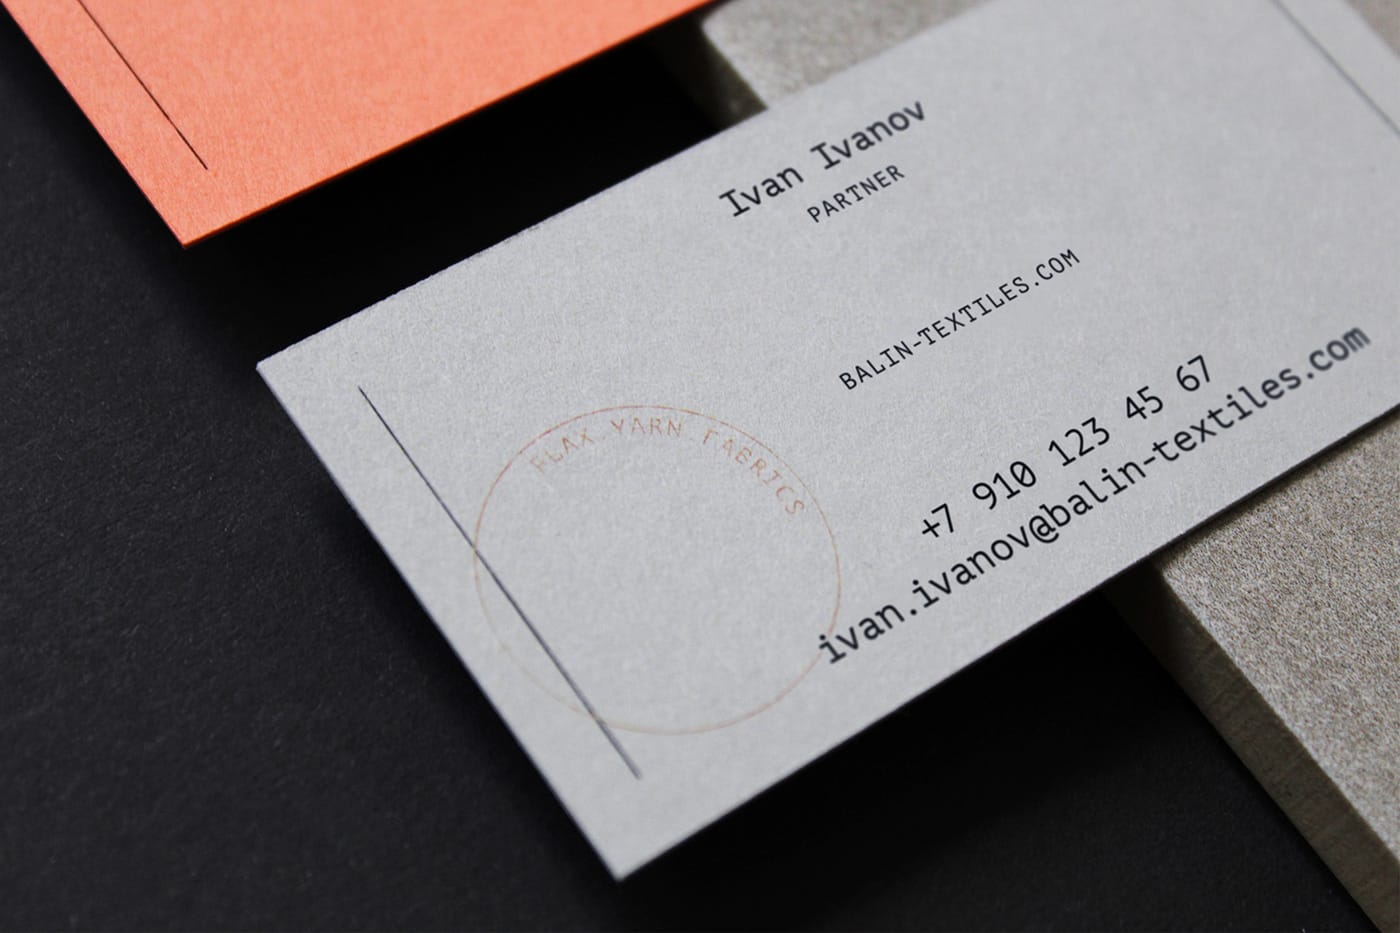 Ivan Ivanov
PARTNER
BALIN-TEXTILES.COM
+7 910 123 45 67
ivan.ivanov@balin-textiles.com
FLAX YARN FABRICS